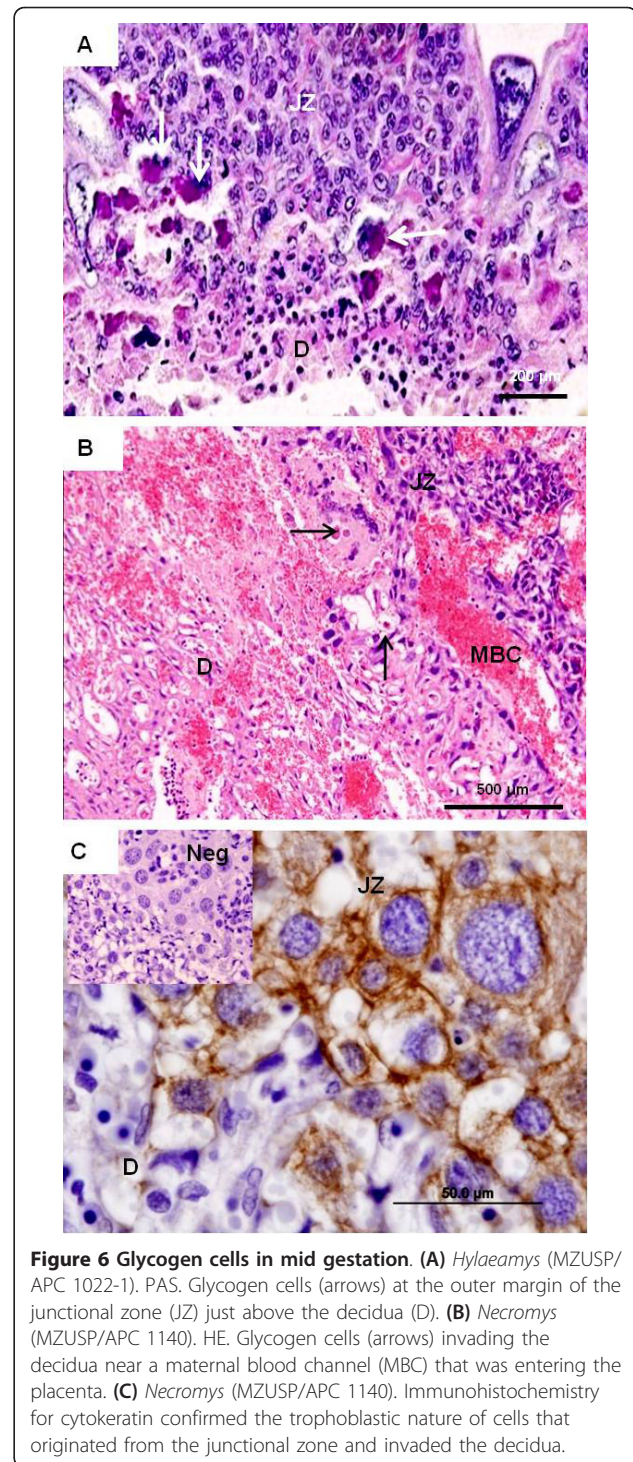 A
JZ
D
200 µm
B
JZ
D
MBC
500 µm
C
Neg
JZ
D
50.0 µm
Figure 6 Glycogen cells in mid gestation. (A) Hylaeamys (MZUSP/
APC 1022-1). PAS. Glycogen cells (arrows) at the outer margin of the
junctional zone (JZ) just above the decidua (D). (B) Necromys
(MZUSP/APC 1140). HE. Glycogen cells (arrows) invading the
decidua near a maternal blood channel (MBC) that was entering the
placenta. (C) Necromys (MZUSP/APC 1140). Immunohistochemistry
for cytokeratin confirmed the trophoblastic nature of cells that
originated from the junctional zone and invaded the decidua.